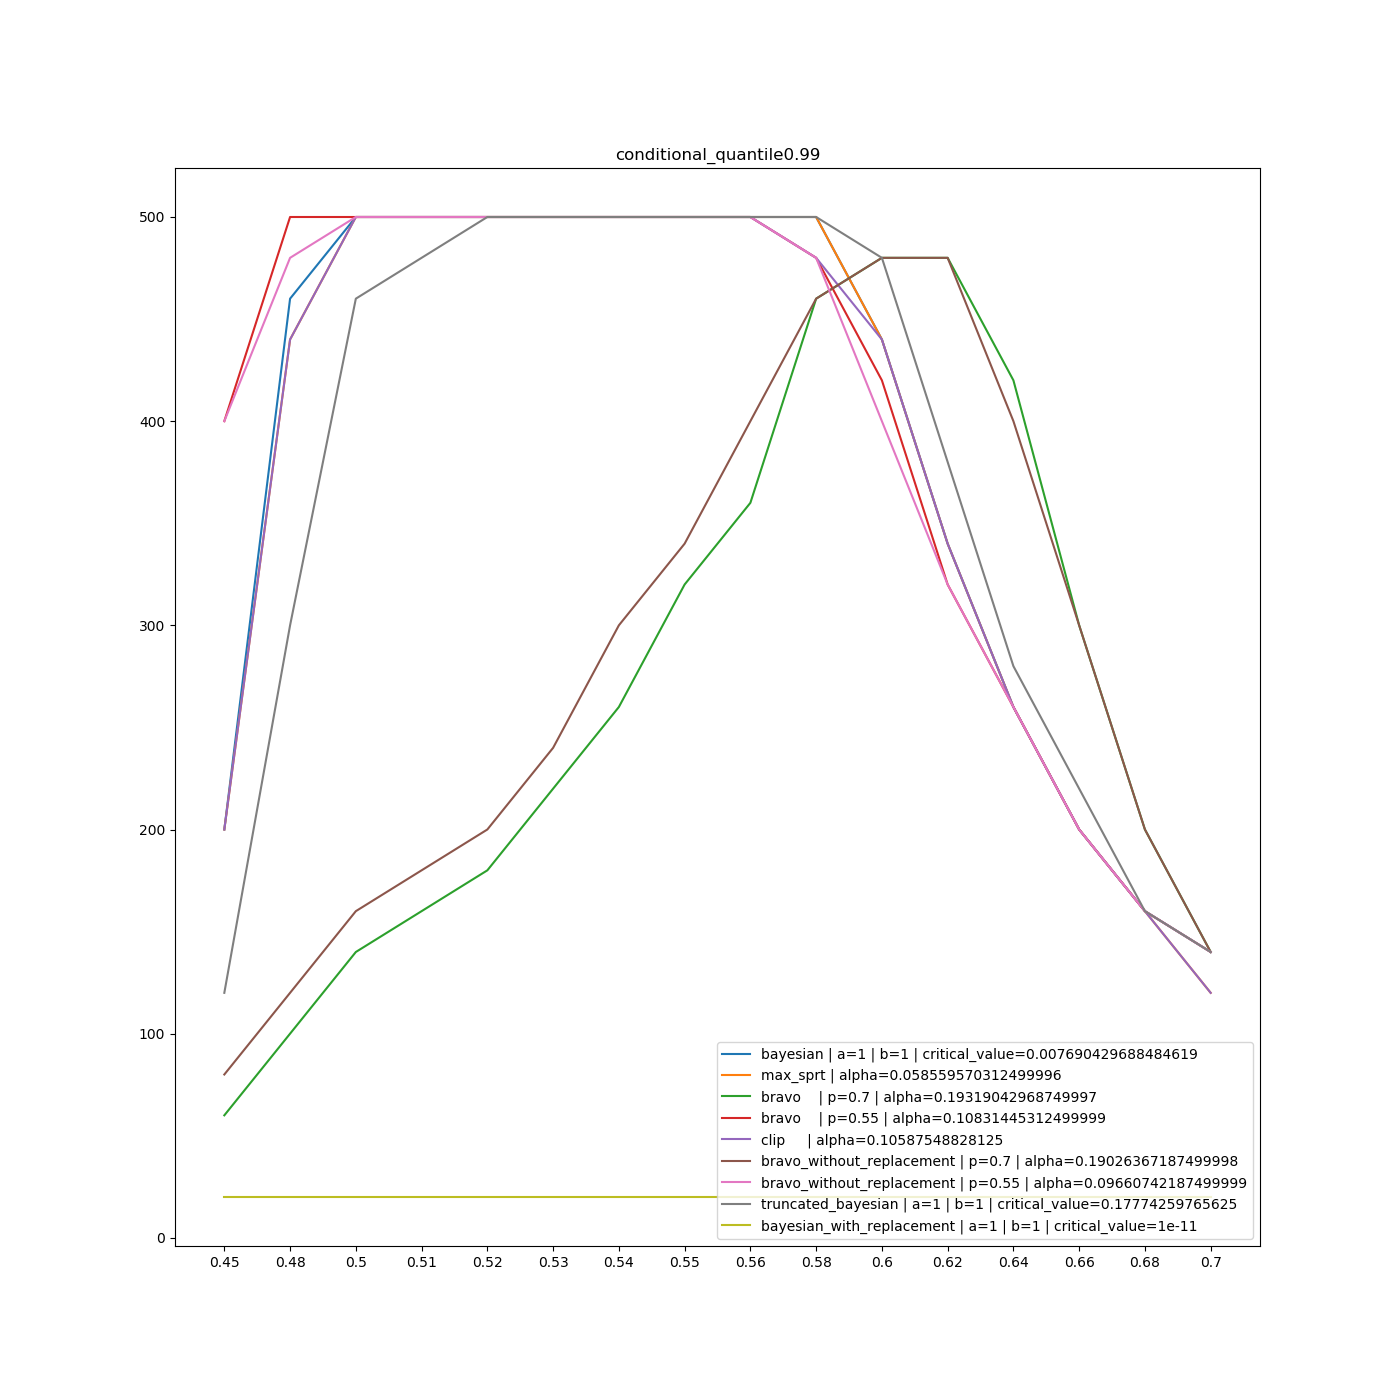 conditional_quantile0.99
500
400
300
200
100
0
bayesian | a=1 | b=1 | critical_value=0.007690429688484619
max_sprt | alpha=0.058559570312499996
bravo    | p=0.7 | alpha=0.19319042968749997
bravo    | p=0.55 | alpha=0.10831445312499999
clip     | alpha=0.10587548828125
bravo_without_replacement | p=0.7 | alpha=0.19026367187499998
bravo_without_replacement | p=0.55 | alpha=0.09660742187499999
truncated_bayesian | a=1 | b=1 | critical_value=0.17774259765625
bayesian_with_replacement | a=1 | b=1 | critical_value=1e-11
0.45 0.48 0.5 0.51 0.52 0.53 0.54 0.55 0.56 0.58 0.6 0.62 0.64 0.66 0.68 0.7